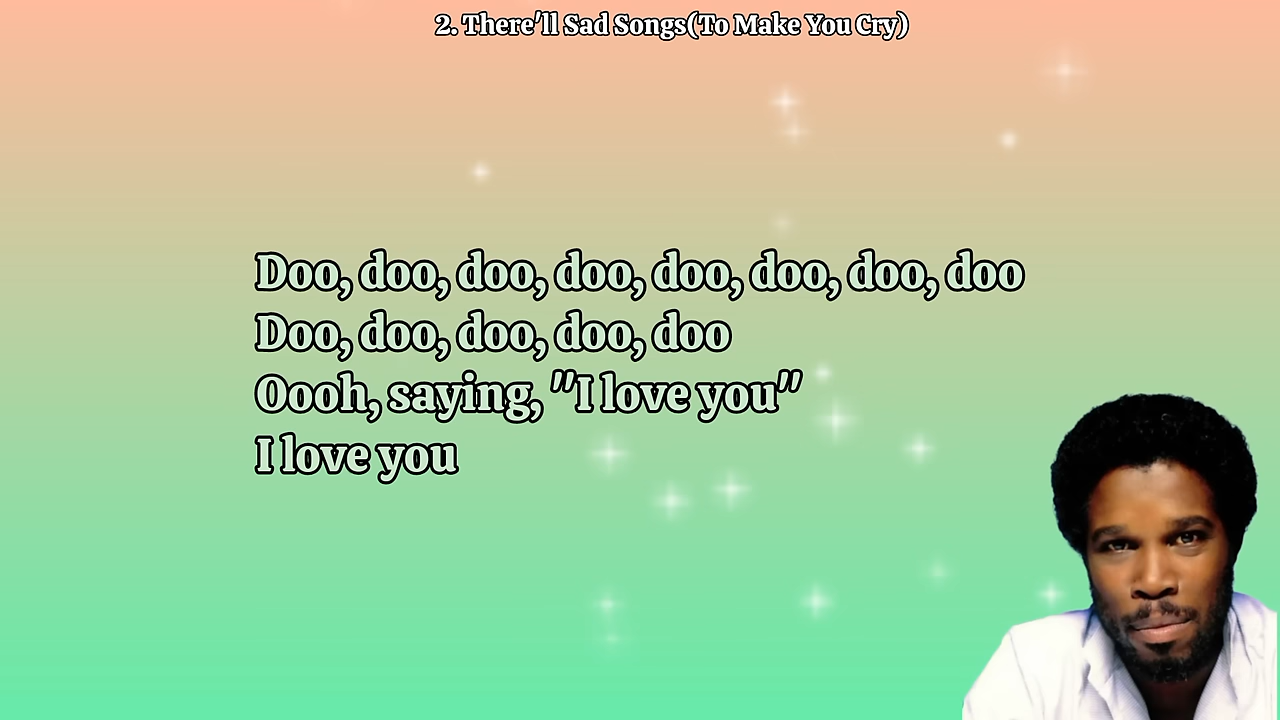 2. There'll Sad Songs(To Make You Cry)
Doo, doo, doo, doo, doo, doo, doo, doo
Doo, doo, doo, doo, doo
Oooh, saying, "I love you"
I love you